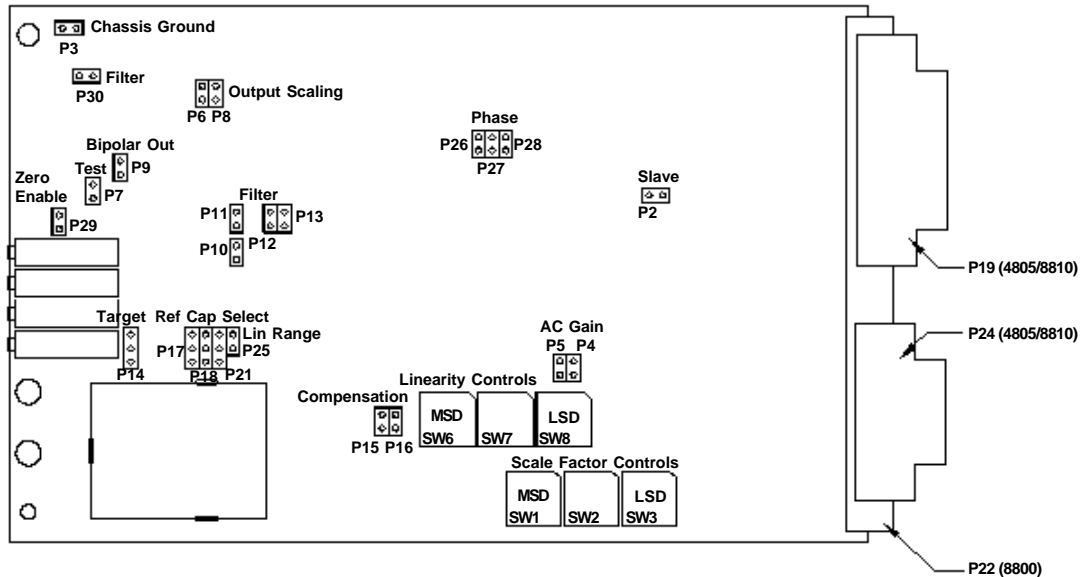 Chassis Ground
P3
Filter
P30
Output Scaling
P6 P8
Phase
P26
P28
P27
Bipolar Out
P9
Test
P7
Zero
Enable
P29
Slave
P2
Filter
P11
P13
P12
P10
P19 (4805/8810)
Target Ref Cap Select
Lin Range
P17
P25
P14
P18
P21
AC Gain
P5 P4
P24 (4805/8810)
Linearity Controls
Compensation
MSD
LSD
SW6
SW7
SW8
P15 P16
Scale Factor Controls
MSD
LSD
SW1
SW2
SW3
P22 (8800)